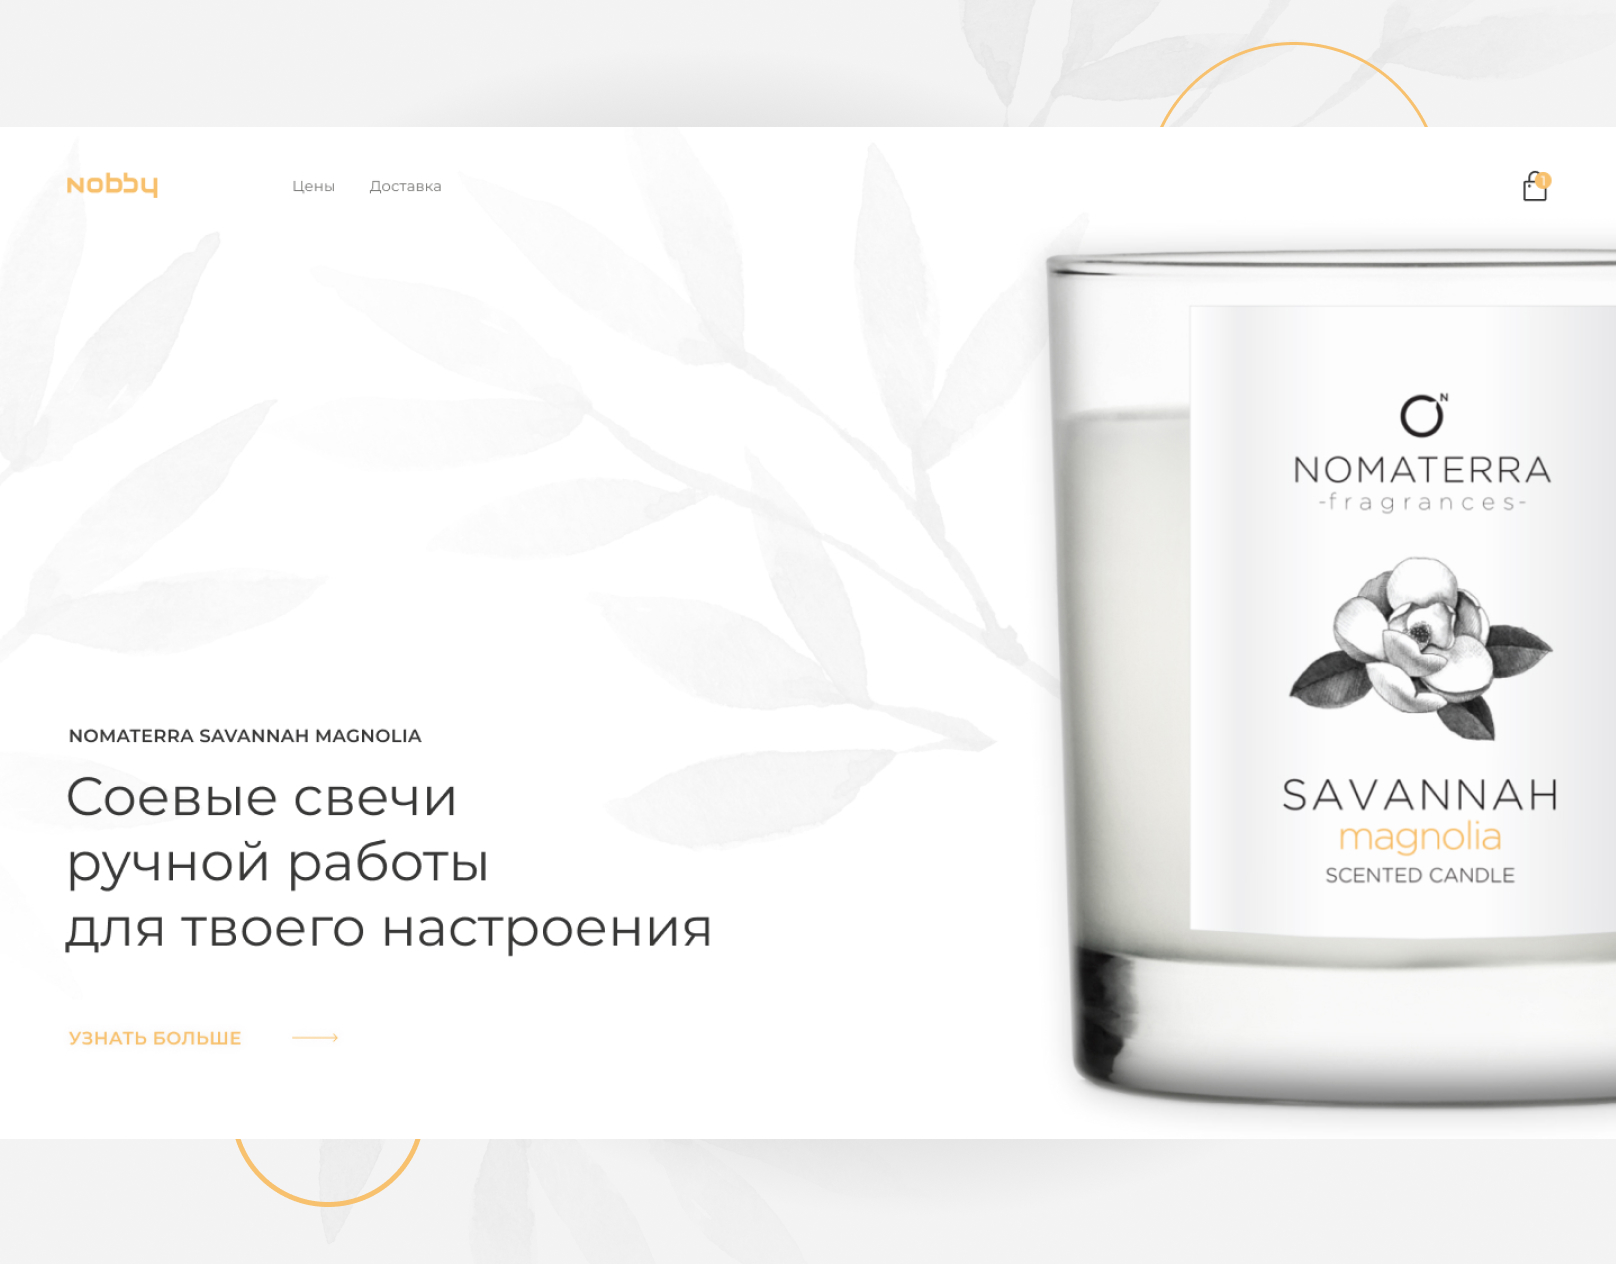 Nobby
Цены
Доставка
1
NOMATERRA SAVANNAH MAGNOLIA
Соевые свечи
ручной работы
для твоего настроения
УЗНАТЬ БОЛЬШЕ
N
NOMATERRA
-fragrances-
SAVANNAH
magnolia
SCENTED CANDLE